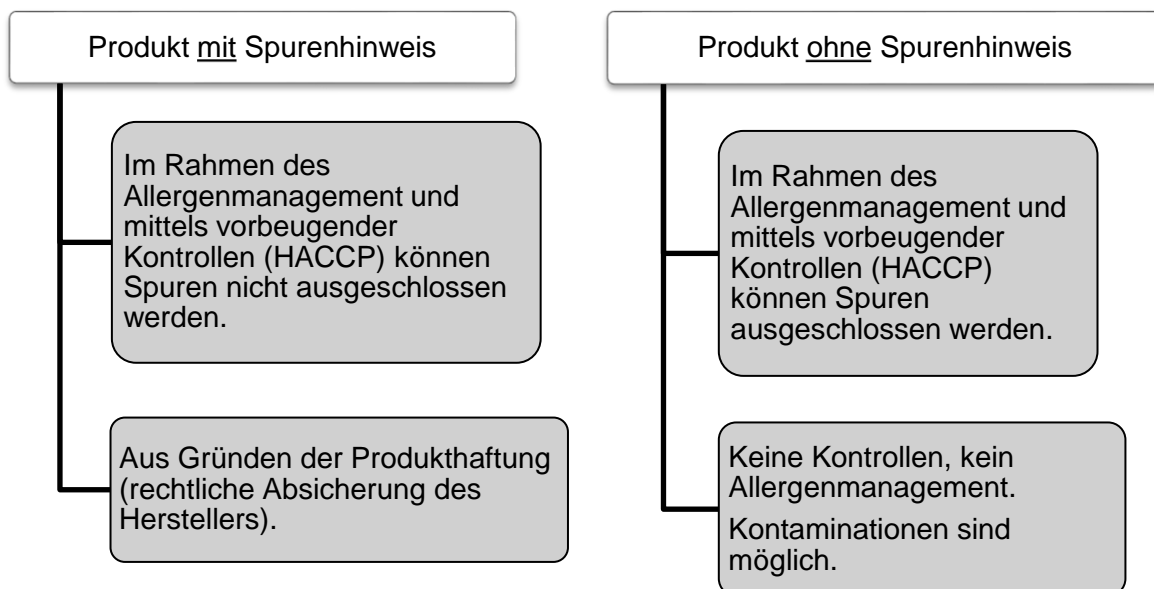 Produkt mit Spurenhinweis
Im Rahmen des
Allergenmanagement und
mittels vorbeugender
Kontrollen (HACCP) können
Spuren nicht ausgeschlossen
werden.
Aus Gründen der Produkthaftung
(rechtliche Absicherung des
Herstellers).
Produkt ohne Spurenhinweis
Im Rahmen des
Allergenmanagement und
mittels vorbeugender
Kontrollen (HACCP)
können Spuren
ausgeschlossen werden.
Keine Kontrollen, kein
Allergenmanagement.
Kontaminationen sind
möglich.